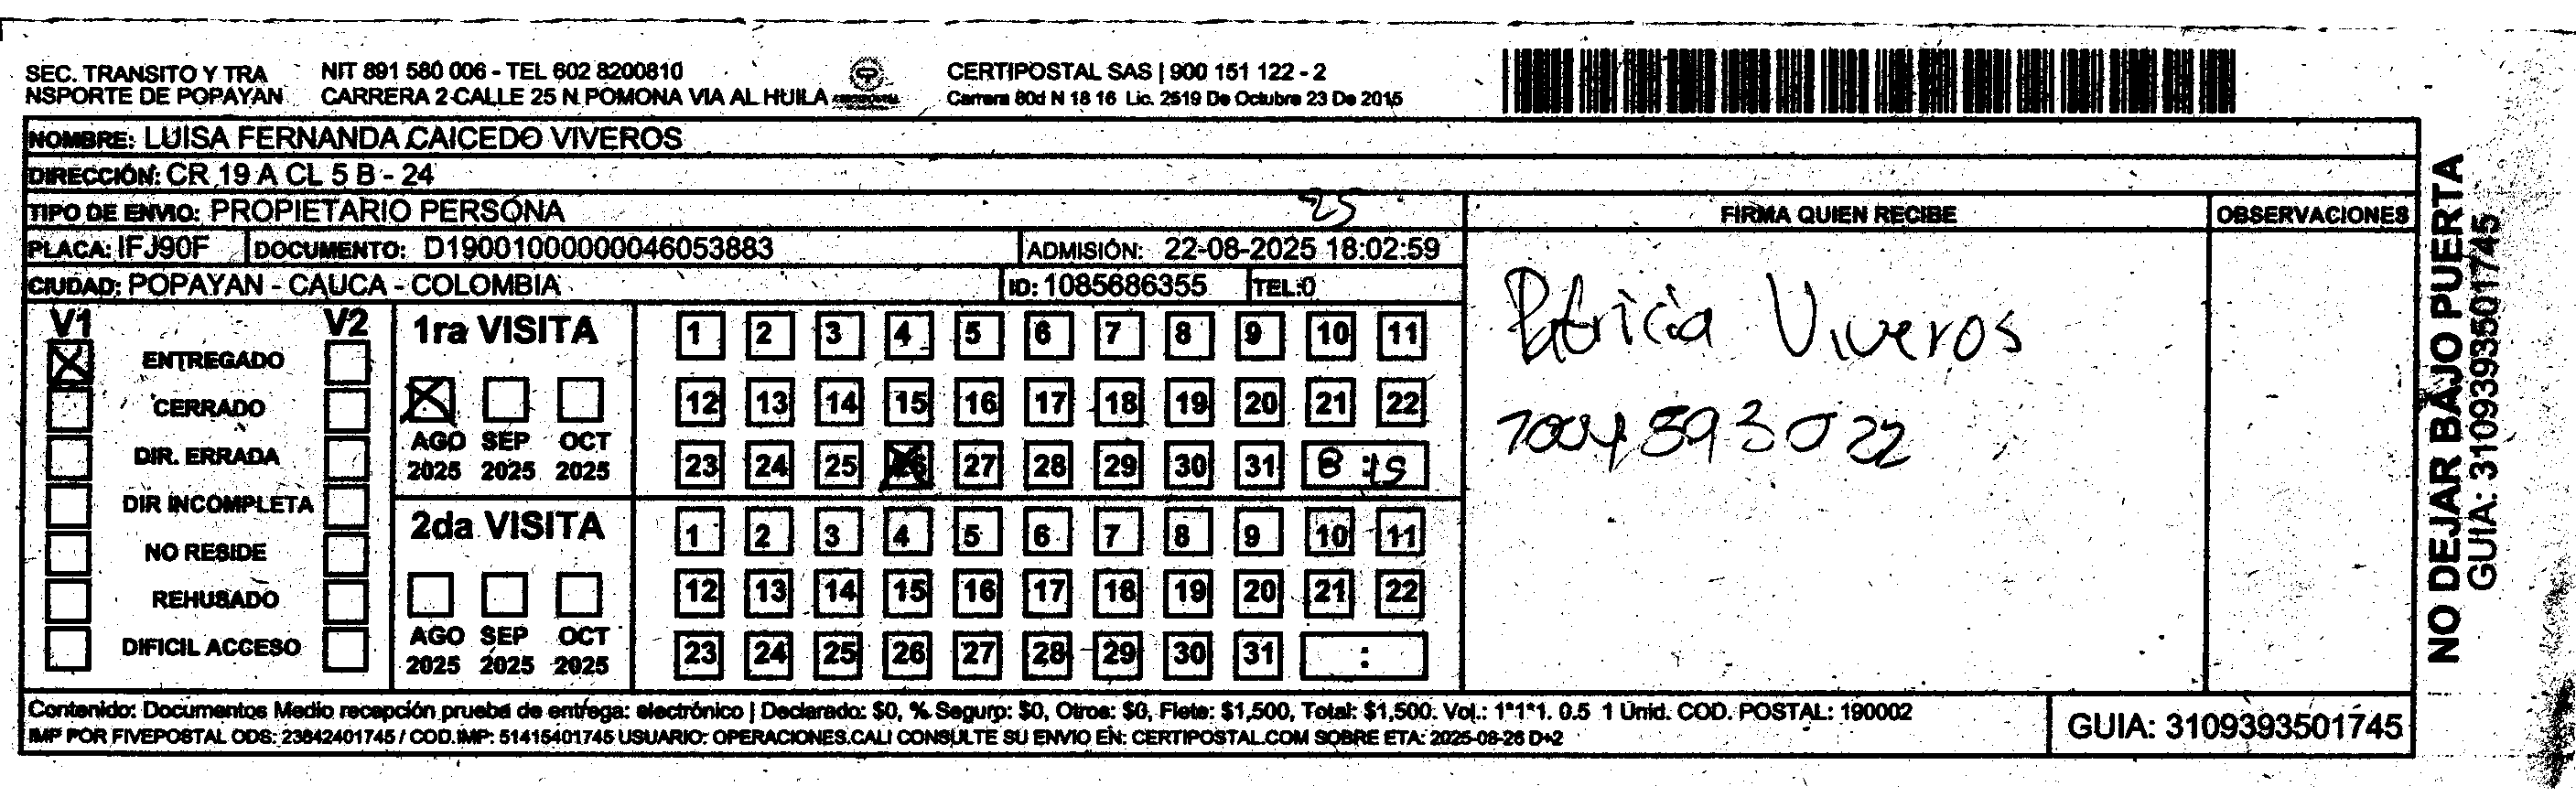 SEC. TRANSITO Y TRA
NSPORTE DE POPAYAN
NIT 891 580 006 - TEL 602 8200810
CARRERA 2 CALLE 25 N POMONA VIA AL HUILA
CERTIPOSTAL SAS | 900 151 122 - 2
Carrera 80d N 18 16 Lic. 2519 De Octubre 23 De 2015
NOMBRE: LUISA FERNANDA CAICEDO VIVEROS
DIRECCIÓN: CR 19 A CL 5 B - 24
TIPO DE ENVIO: PROPIETARIO PERSONA
25
FIRMA QUIEN RECIBE
OBSERVACIONES
PLACA: IFJ90F DOCUMENTO: D19001000000046053883 ADMISIÓN: 22-08-2025 18:02:59
CIUDAD: POPAYAN - CAUCA - COLOMBIA ID: 1085686355 TEL:0
Patricia Viveros
1004593022
V1 V2
ENTREGADO
CERRADO
DIR. ERRADA
DIR INCOMPLETA
NO RESIDE
REHUSADO
DIFICIL ACCESO
1ra VISITA
AGO SEP OCT
2025 2025 2025
1 2 3 4 5 6 7 8 9 10 11
12 13 14 15 16 17 18 19 20 21 22
23 24 25 26 27 28 29 30 31 8:15
2da VISITA
AGO SEP OCT
2025 2025 2025
1 2 3 4 5 6 7 8 9 10 11
12 13 14 15 16 17 18 19 20 21 22
23 24 25 26 27 28 29 30 31 :
Contenido: Documentos Medio recepción prueba de entrega: electrónico | Declarado: $0, % Seguro: $0, Otros: $0, Flete: $1,500, Total: $1,500. Vol.: 1*1*1. 0.5 1 Unid. COD. POSTAL: 190002
IMP POR FIVEPOSTAL ODS: 23842401745 / COD.IMP: 51415401745 USUARIO: OPERACIONES.CALI CONSULTE SU ENVIO EN: CERTIPOSTAL.COM SOBRE ETA: 2025-08-26 D+2
GUIA: 3109393501745
NO DEJAR BAJO PUERTA
GUIA: 3109393501745